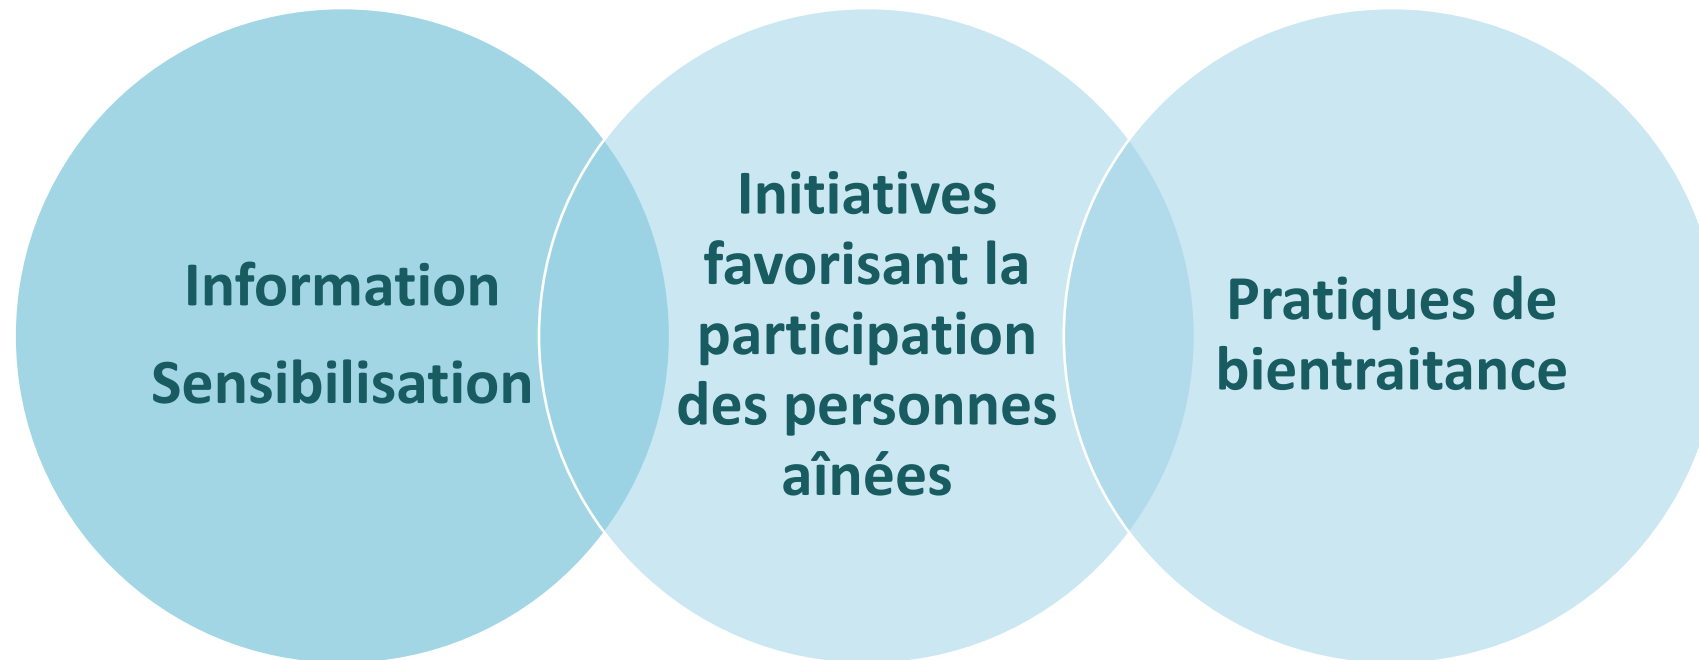 Information
Sensibilisation
Initiatives
favorisant la
participation
des personnes
aînées
Pratiques de
bientraitance